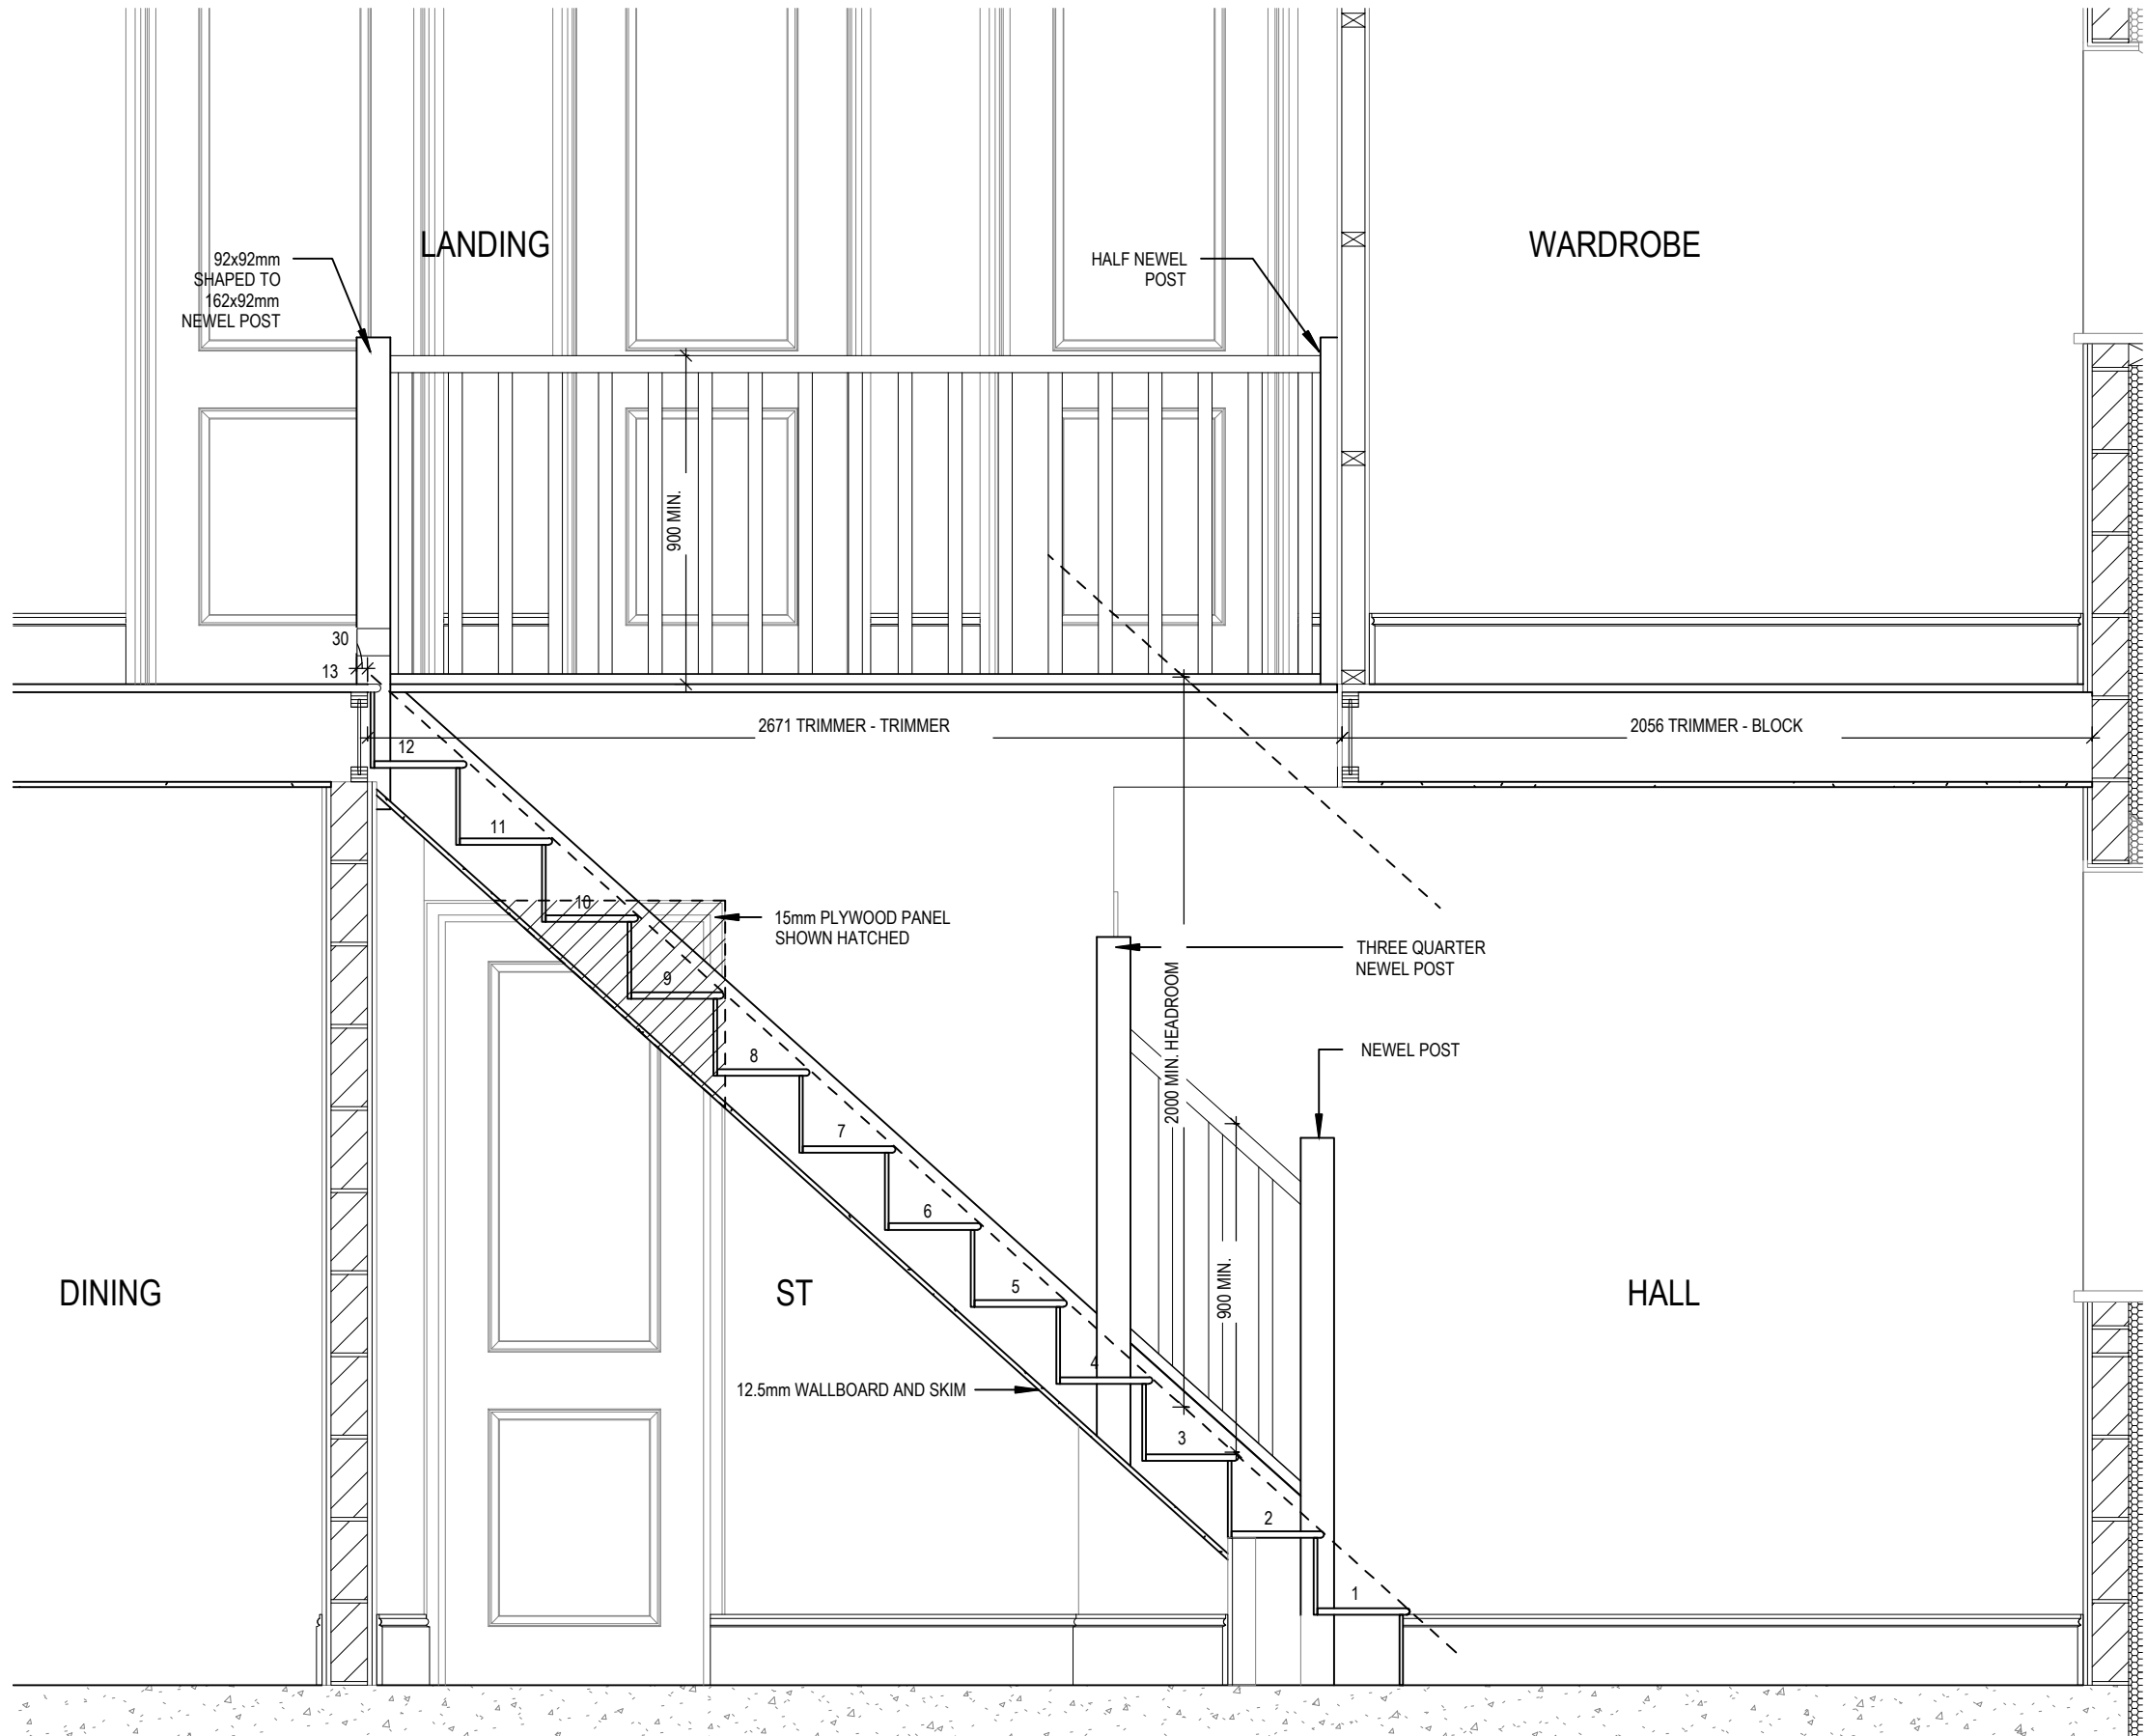 LANDING
WARDROBE
92x92mm
SHAPED TO
162x92mm
NEWEL POST
HALF NEWEL
POST
900 MIN.
30
13
2671 TRIMMER - TRIMMER
2056 TRIMMER - BLOCK
12
11
10
9
8
7
6
5
4
3
2
1
15mm PLYWOOD PANEL
SHOWN HATCHED
THREE QUARTER
NEWEL POST
2000 MIN. HEADROOM
NEWEL POST
900 MIN.
DINING
ST
HALL
12.5mm WALLBOARD AND SKIM